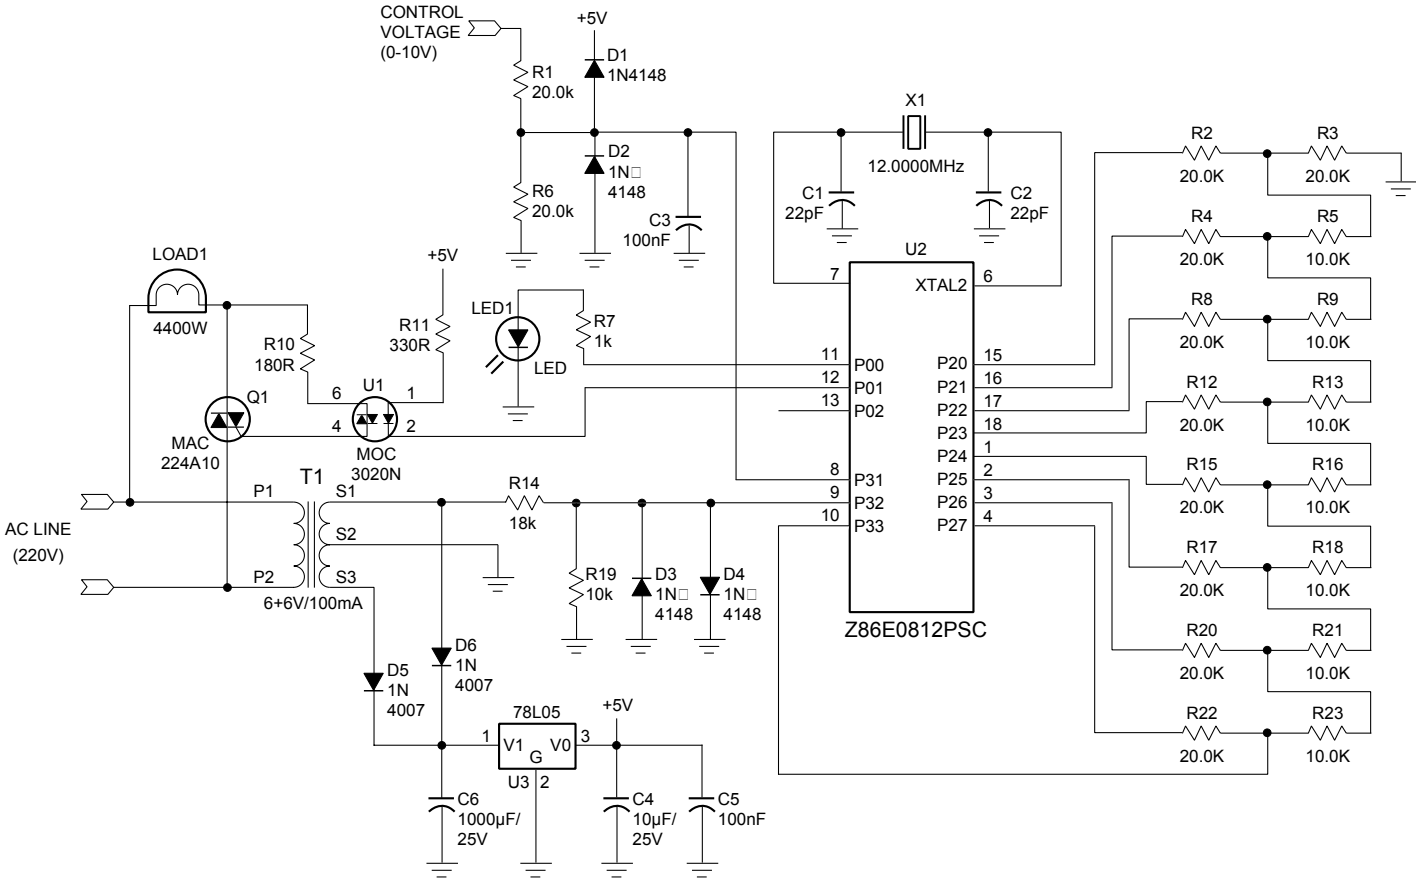 CONTROL
VOLTAGE
(0-10V)
+5V
D1
1N4148
R1
20.0k
D2
1N□
4148
R6
20.0k
C3
100nF
X1
12.0000MHz
C1
22pF
C2
22pF
R2
20.0K
R3
20.0K
R4
20.0K
R5
10.0K
R8
20.0K
R9
10.0K
R12
20.0K
R13
10.0K
R15
20.0K
R16
10.0K
R17
20.0K
R18
10.0K
R20
20.0K
R21
10.0K
R22
20.0K
R23
10.0K
U2
7
XTAL2
6
11
P00
12
P01
13
P02
8
P31
9
P32
10
P33
P20
15
P21
16
P22
17
P23
18
P24
1
P25
2
P26
3
P27
4
Z86E0812PSC
LOAD1
4400W
+5V
R11
330R
R10
180R
LED1
LED
R7
1k
6
U1
1
4
2
MOC
3020N
Q1
MAC
224A10
AC LINE
(220V)
T1
P1
S1
S2
P2
S3
6+6V/100mA
R14
18k
R19
10k
D3
1N□
4148
D4
1N□
4148
D6
1N
4007
D5
1N
4007
78L05
1
V1
V0
3
G
U3
2
+5V
C6
1000µF/
25V
C4
10µF/
25V
C5
100nF